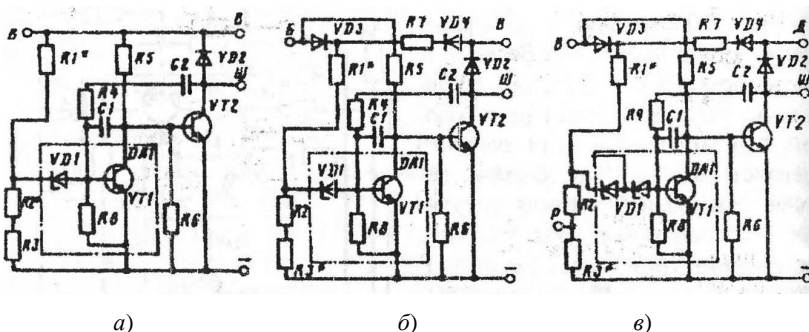 В В
R1* R5 VD2
C2
Ш
R4
C1
VT2
VD1 DA1
VT1
R2
R8 R6
R3
−
а)
Б VD3 R7 VD4 В
R1* R5 VD2
C2
Ш
R4
C1
VT2
VD1 DA1
VT1
R2
R8 R6
R3*
−
б)
В VD3 R7 VD4 Д
R1* R5 VD2
C2
Ш
R4
C1
VT2
DA1
VD1
VT1
R2
Р
R8 R6
R3*
−
в)